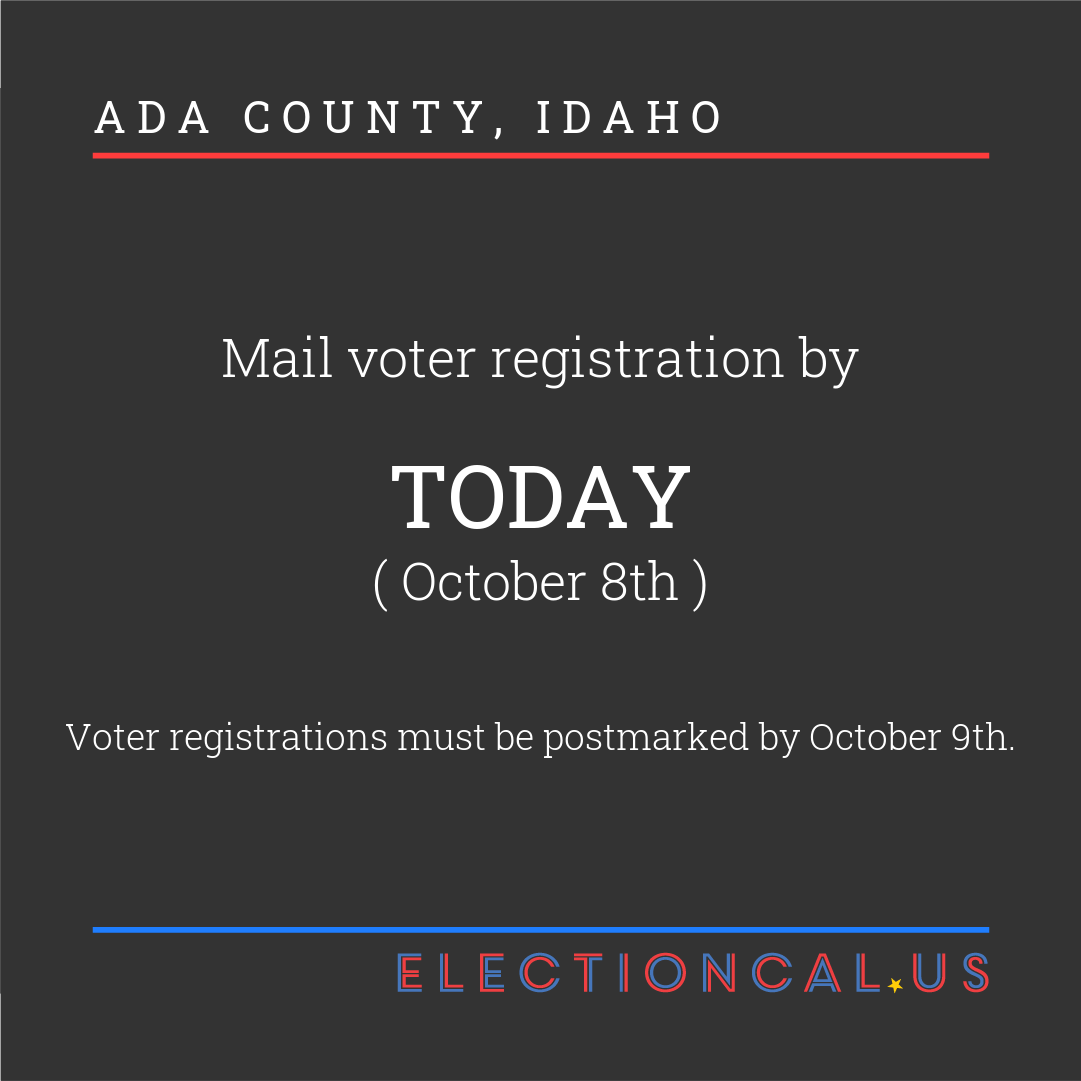 ADA COUNTY, IDAHO
Mail voter registration by
TODAY
( October 8th )
Voter registrations must be postmarked by October 9th.
ELECTIONCAL.US